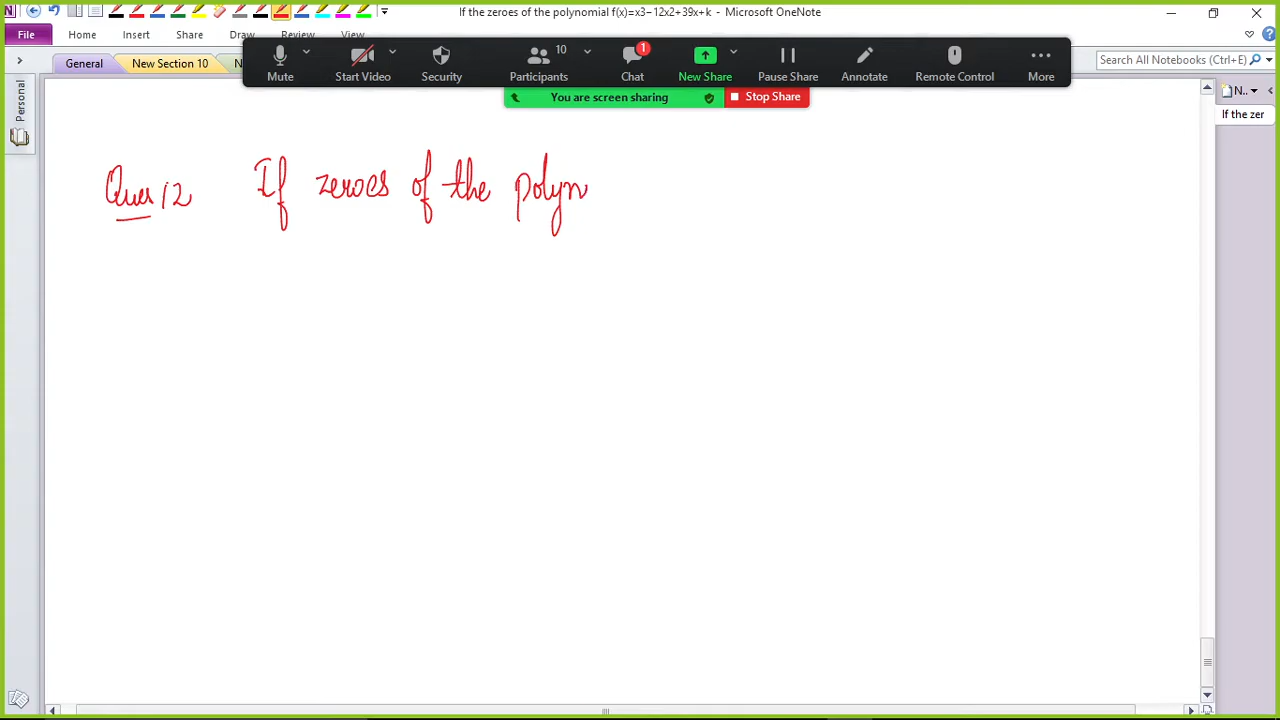 If the zeroes of the polynomial f(x)=x3−12x2+39x+k - Microsoft OneNote
File Home Insert Share Draw Review View
General New Section 10 N
Mute Start Video Security 10 Participants 1 Chat New Share Pause Share Annotate Remote Control More
Search All Notebooks (Ctrl+E)
You are screen sharing Stop Share
Personal
N..
If the zer
Ques 12 If zeroes of the polyn